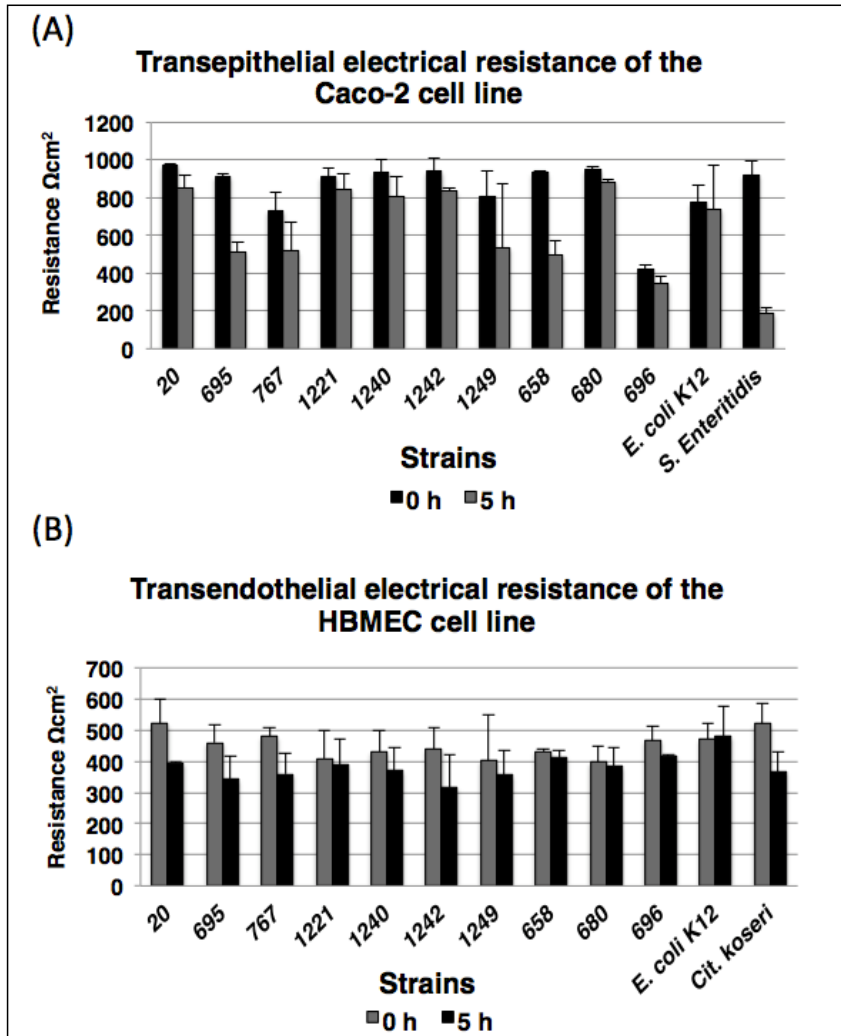 (A)
Transepithelial electrical resistance of the
Caco-2 cell line
Resistance Ωcm²
1200
1000
800
600
400
200
0
20
695
767
1221
1240
1242
1249
658
680
696
E. coli K12
S. Enteritidis
Strains
0 h
5 h
(B)
Transendothelial electrical resistance of the
HBMEC cell line
Resistance Ωcm²
700
600
500
400
300
200
100
0
20
695
767
1221
1240
1242
1249
658
680
696
E. coli K12
Cit. koseri
Strains
0 h
5 h